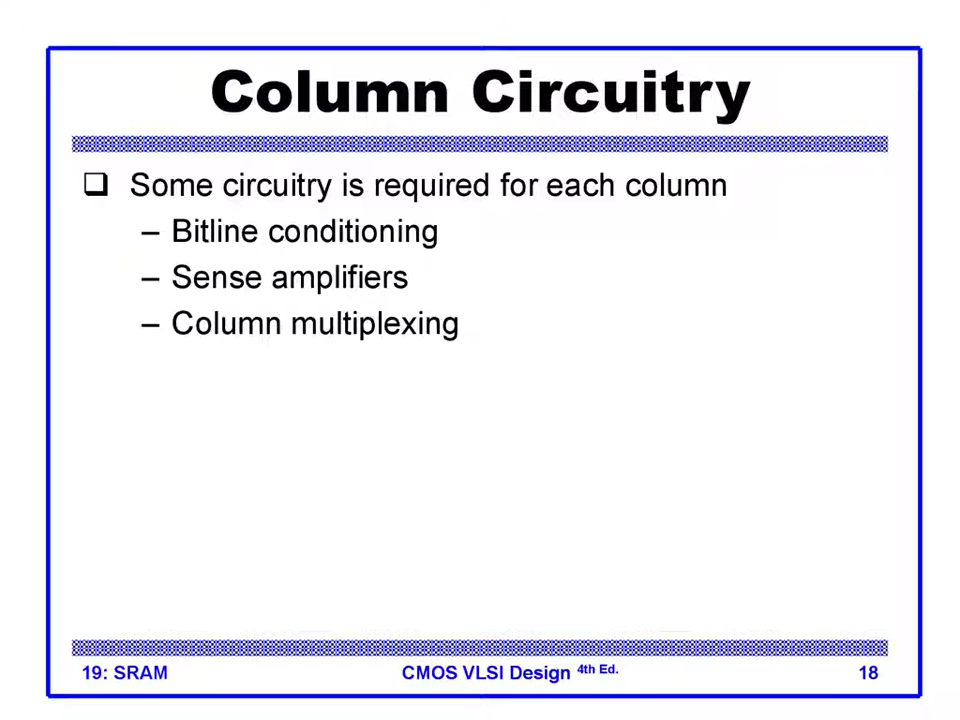 Column Circuitry
❑ Some circuitry is required for each column
– Bitline conditioning
– Sense amplifiers
– Column multiplexing
19: SRAM CMOS VLSI Design 4th Ed. 18